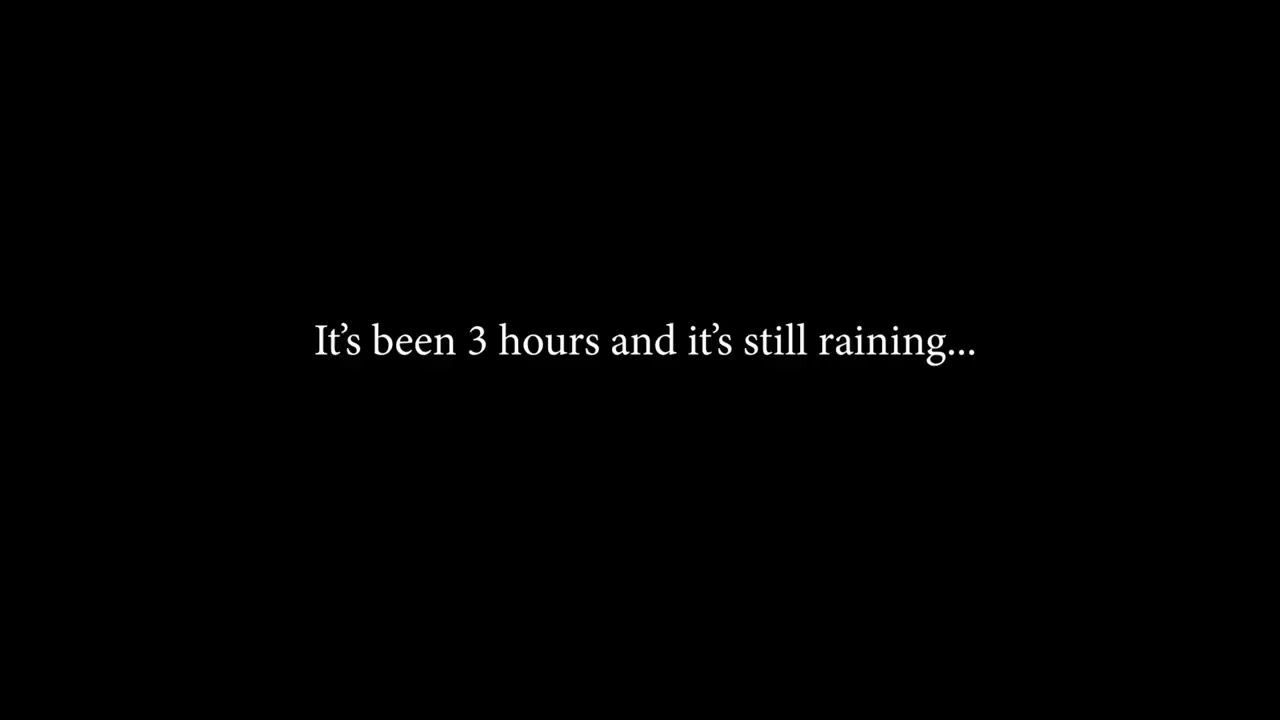 It’s been 3 hours and it’s still raining...